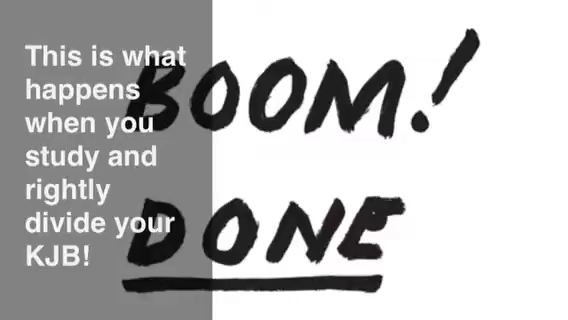 This is what
happens
when you
study and
rightly
divide your
KJB!
BOOM!
DONE